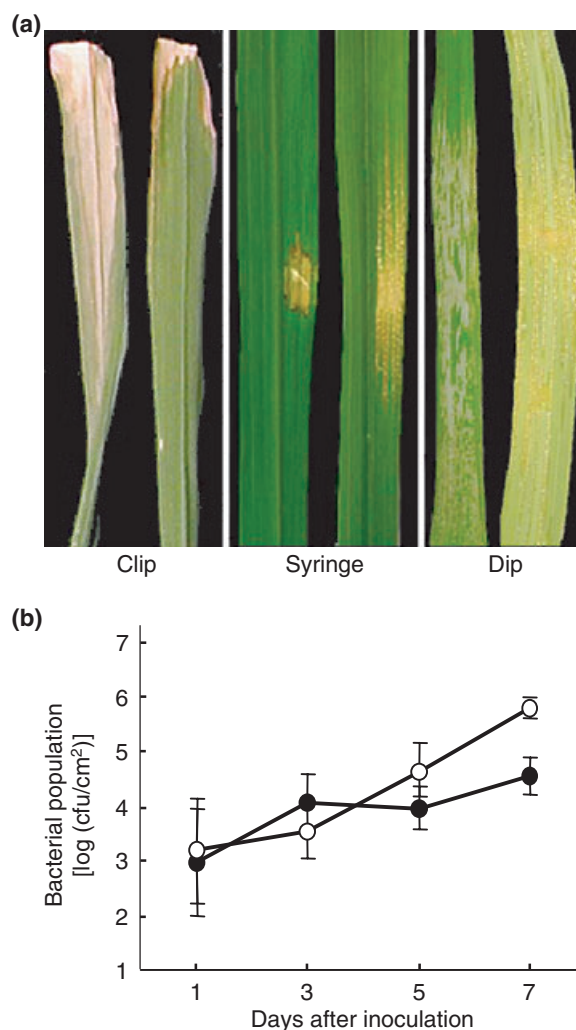 (a)
Clip Syringe Dip
(b)
Bacterial population
[log (cfu/cm²)]
7
6
5
4
3
2
1
1 3 5 7
Days after inoculation